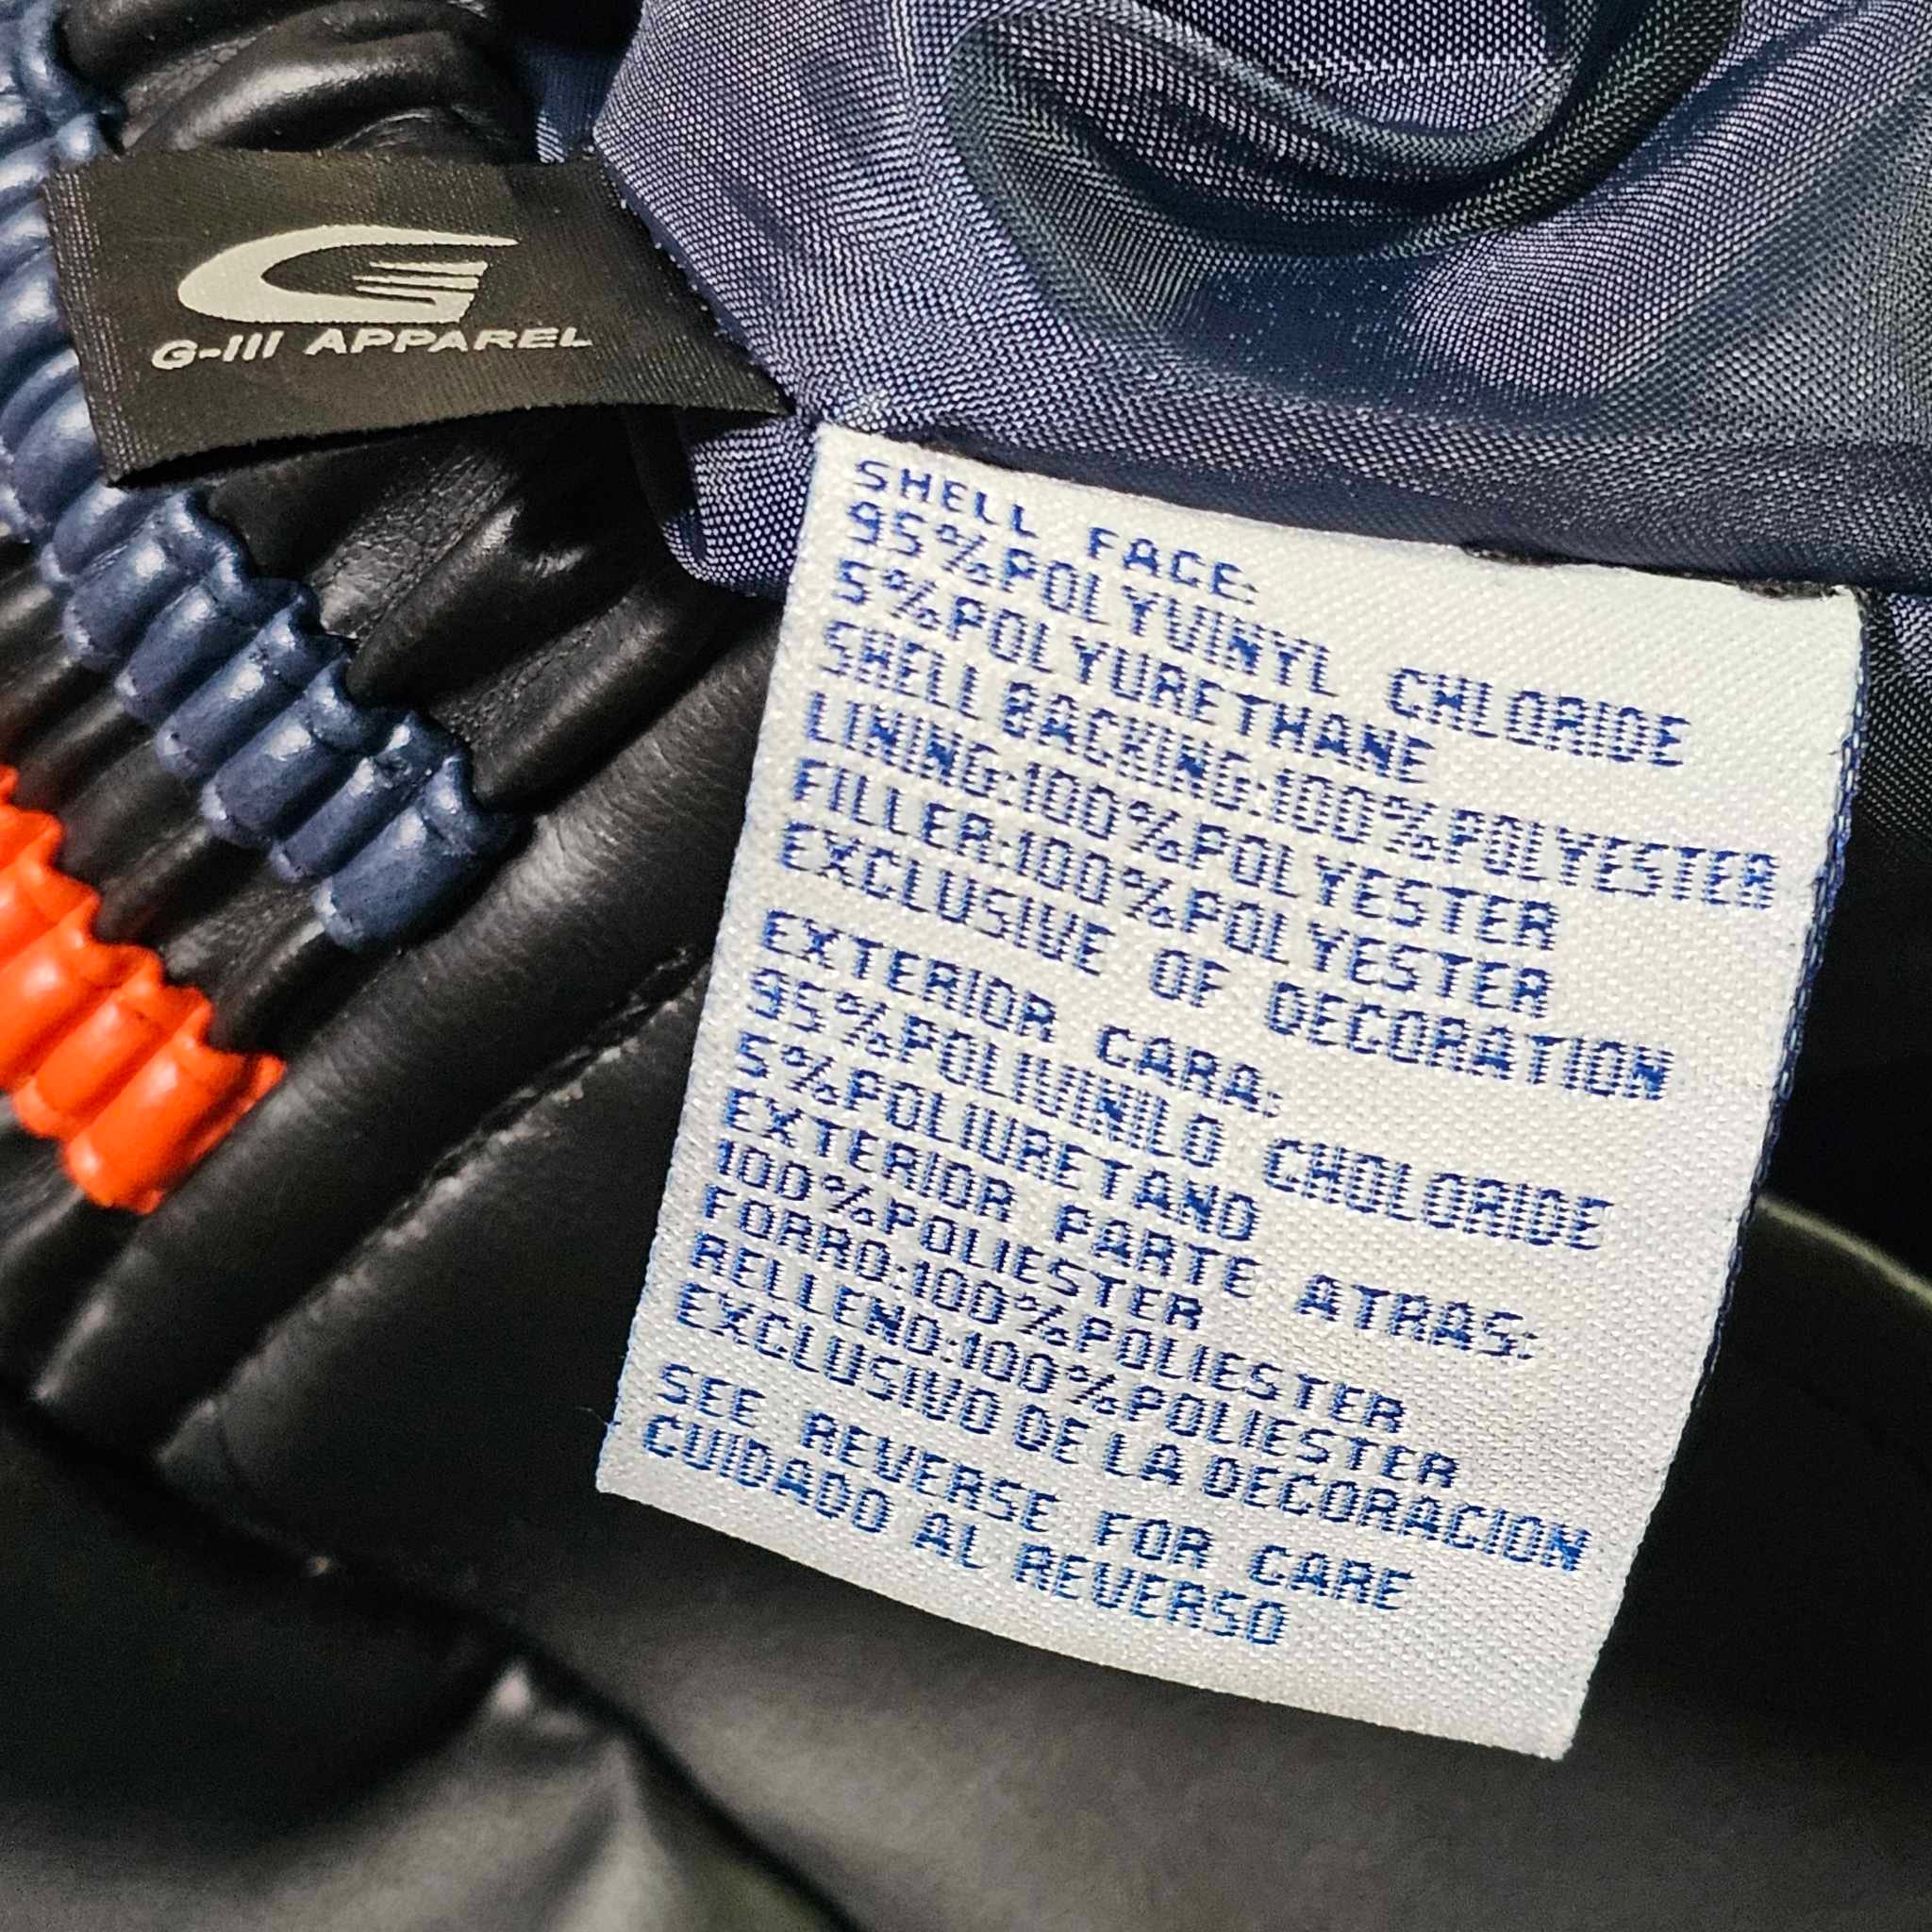 G-III APPAREL
SHELL FACE:
95%POLYVINYL CHLORIDE
5%POLYURETHANE
SHELL BACKING:100%POLYESTER
LINING:100%POLYESTER
FILLER:100%POLYESTER
EXCLUSIVE OF DECORATION
EXTERIOR CARA:
95%POLIVINILO CHOLORIDE
5%POLIURETANO
EXTERIOR PARTE ATRAS:
100%POLIESTER
FORRO:100%POLIESTER
RELLENO:100%POLIESTER
EXCLUSIVO DE LA DECORACION
SEE REVERSE FOR CARE
CUIDADO AL REVERSO